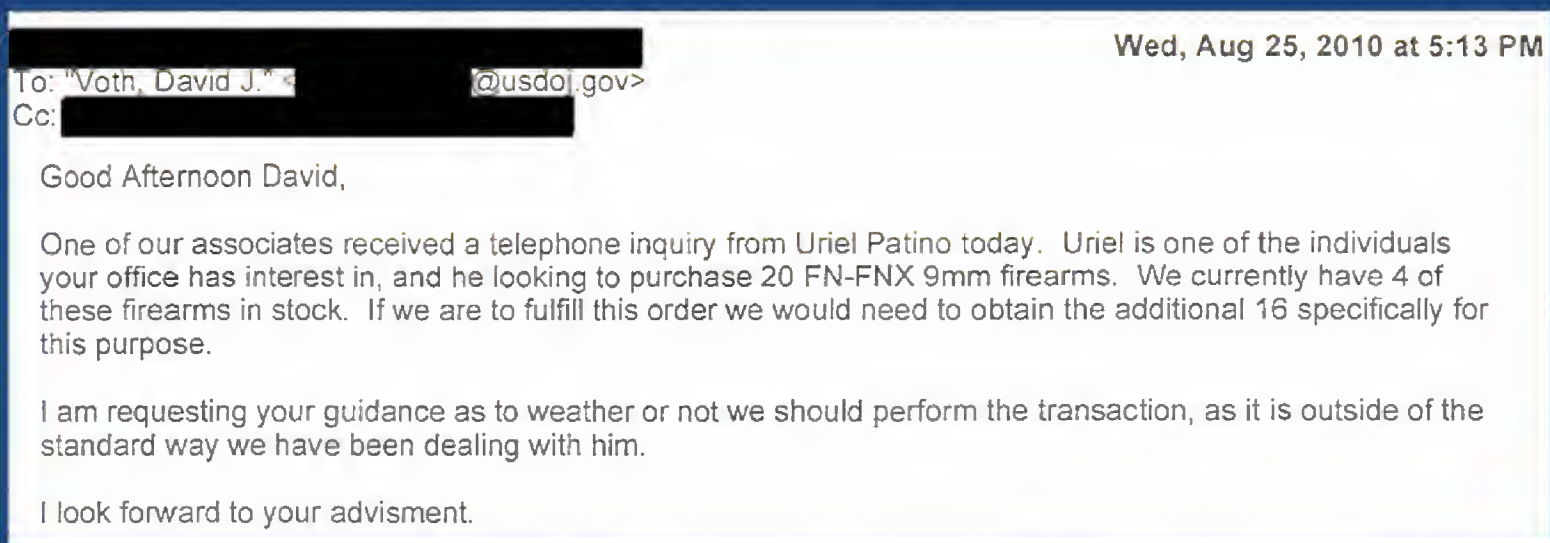 Wed, Aug 25, 2010 at 5:13 PM
To: "Voth, David J." < @usdoj.gov>
Cc:
Good Afternoon David,
One of our associates received a telephone inquiry from Uriel Patino today. Uriel is one of the individuals
your office has interest in, and he looking to purchase 20 FN-FNX 9mm firearms. We currently have 4 of
these firearms in stock. If we are to fulfill this order we would need to obtain the additional 16 specifically for
this purpose.
I am requesting your guidance as to weather or not we should perform the transaction, as it is outside of the
standard way we have been dealing with him.
I look forward to your advisment.